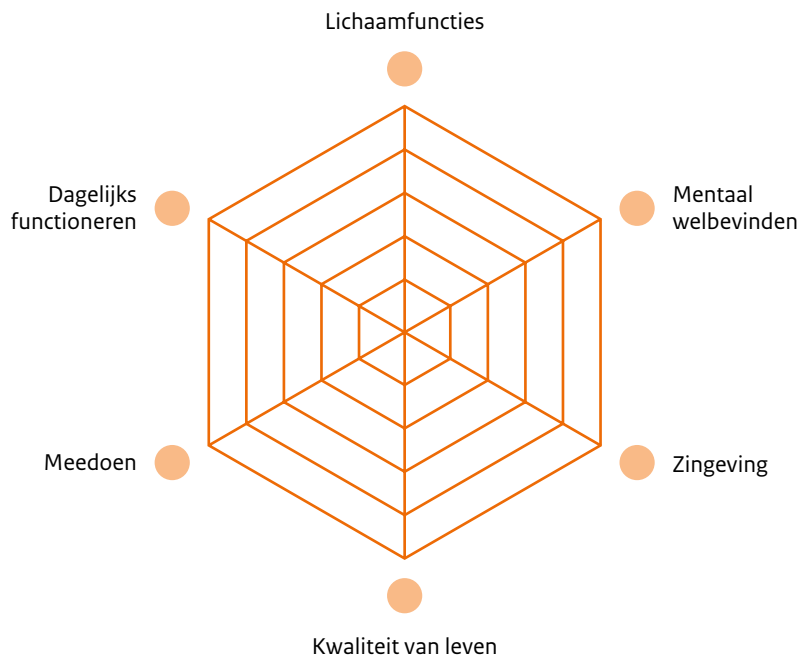 Lichaamfuncties
Dagelijks
functioneren
Mentaal
welbevinden
Meedoen
Zingeving
Kwaliteit van leven